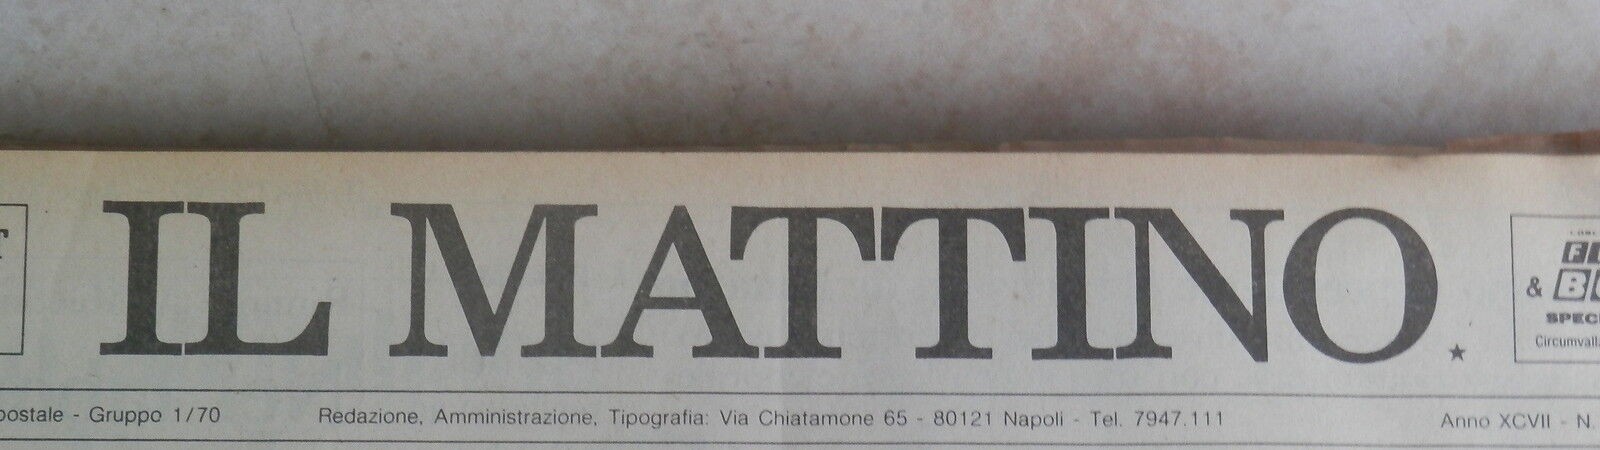 IL MATTINO
&
Circumvall
postale - Gruppo 1/70
Redazione, Amministrazione, Tipografia: Via Chiatamone 65 - 80121 Napoli - Tel. 7947.111
Anno XCVII - N.